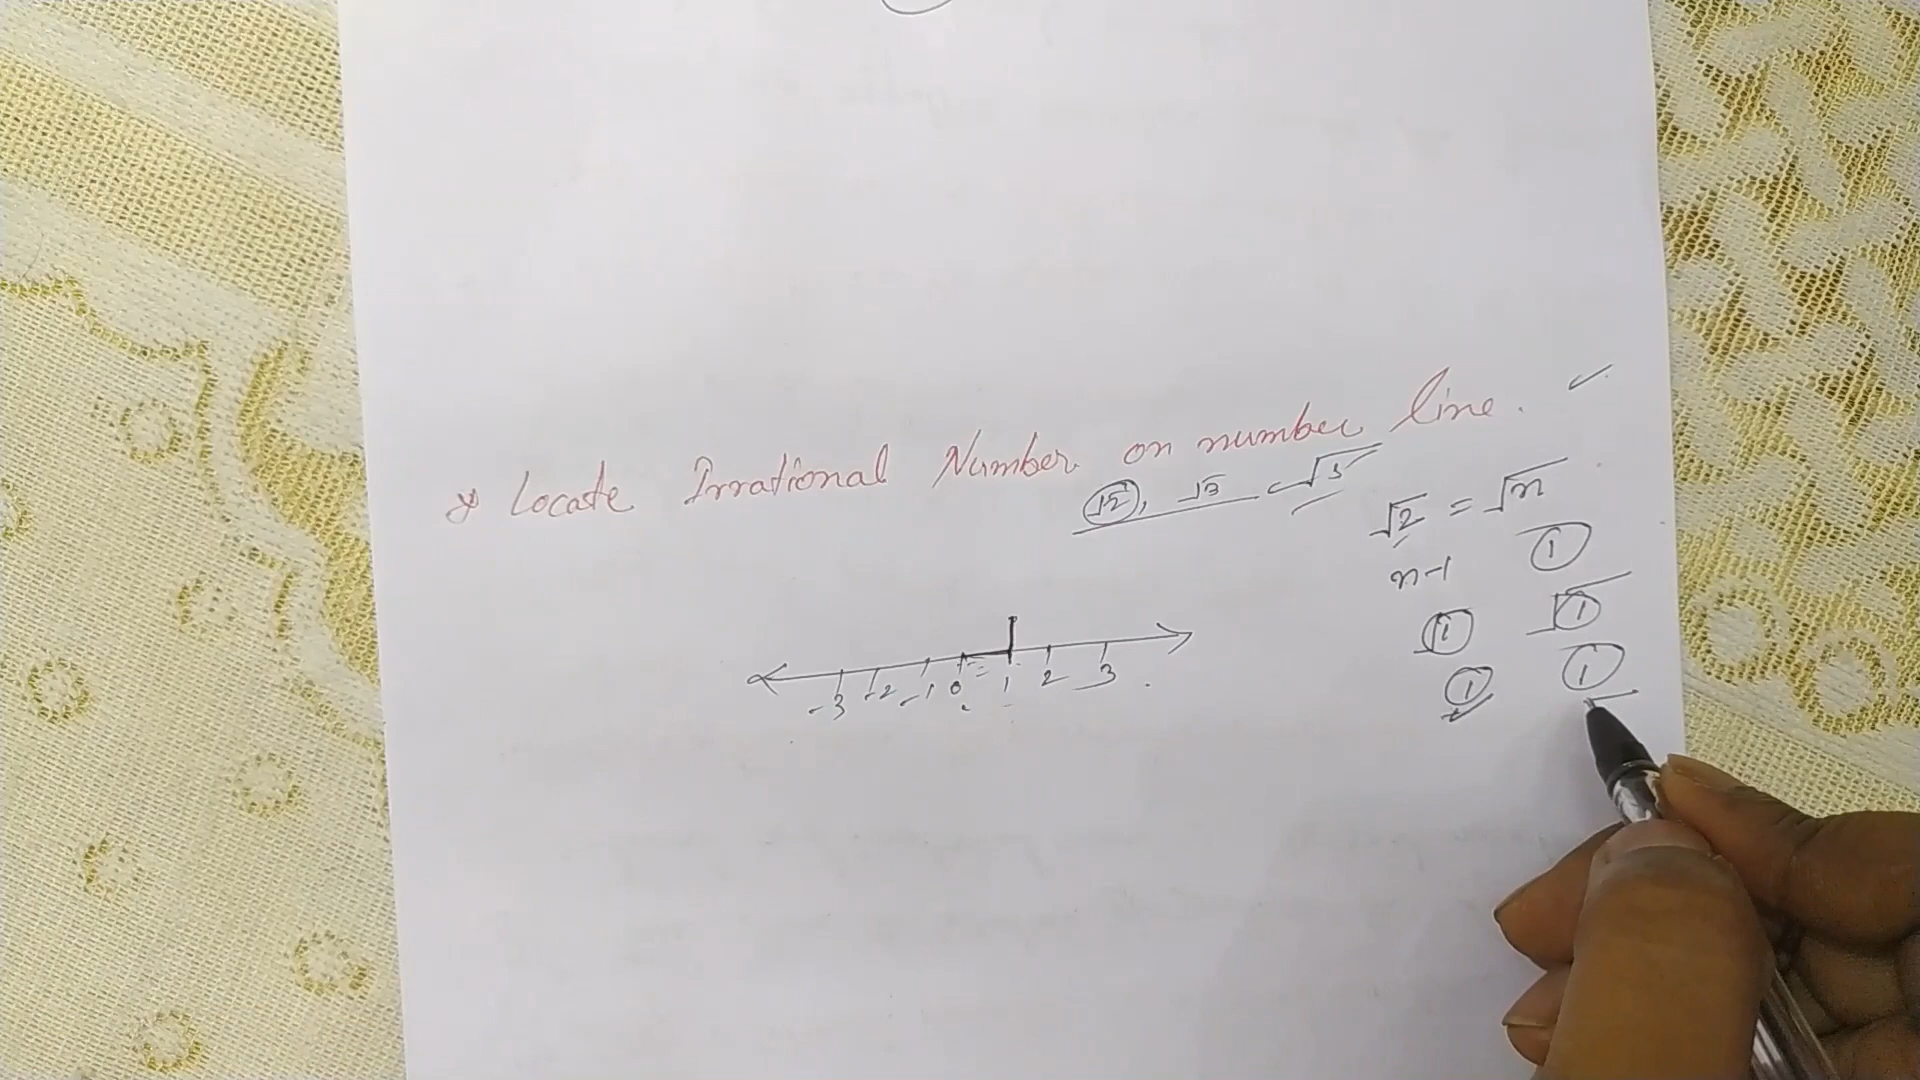 * Locate Irrational Number on number line.
√2, √3 √5
√2 = √n
n-1 1
√1 √1
1 1
-3 -2 -1 0 1 2 3